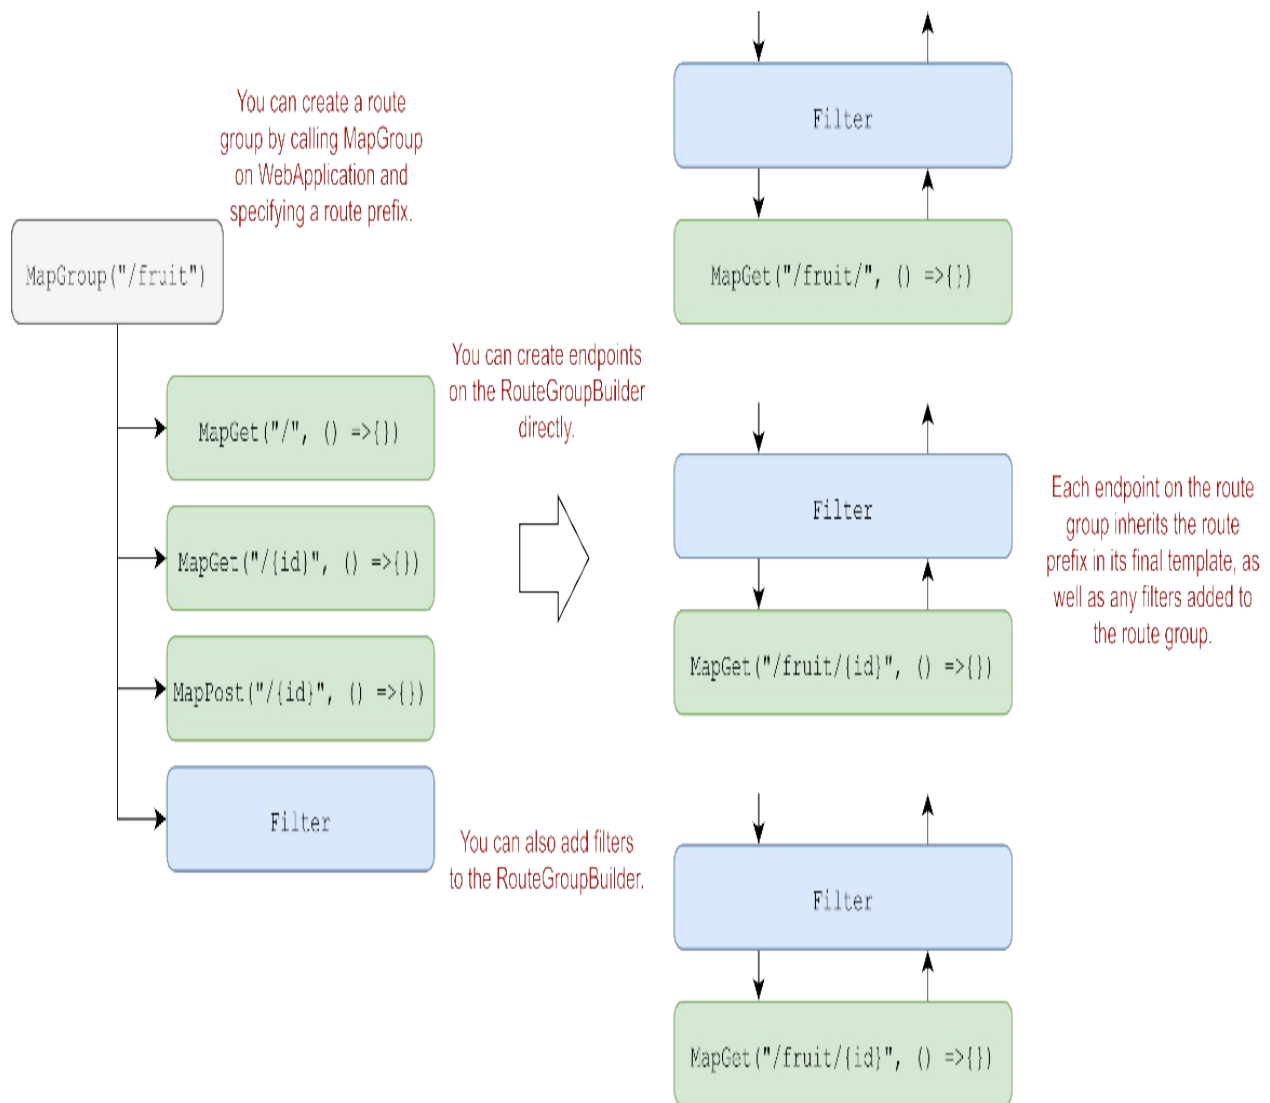 You can create a route
group by calling MapGroup
on WebApplication and
specifying a route prefix.
MapGroup("/fruit")
You can create endpoints
on the RouteGroupBuilder
directly.
MapGet("/", () =>{})
MapGet("/{id}", () =>{})
MapPost("/{id}", () =>{})
Filter
You can also add filters
to the RouteGroupBuilder.
Filter
MapGet("/fruit/", () =>{})
Filter
MapGet("/fruit/{id}", () =>{})
Each endpoint on the route
group inherits the route
prefix in its final template, as
well as any filters added to
the route group.
Filter
MapGet("/fruit/{id}", () =>{})